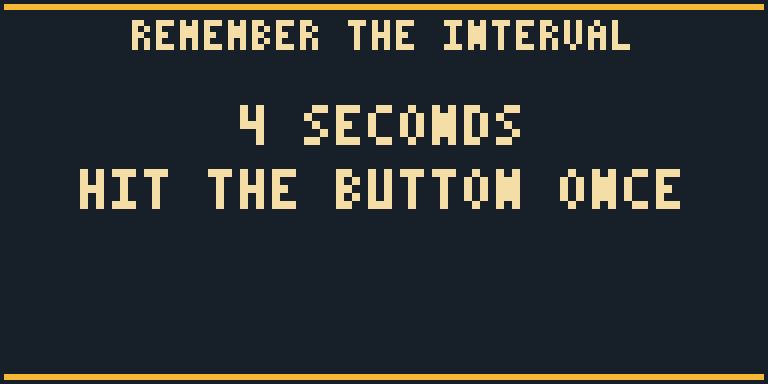 REMEMBER THE INTERVAL
4 SECONDS
HIT THE BUTTON ONCE